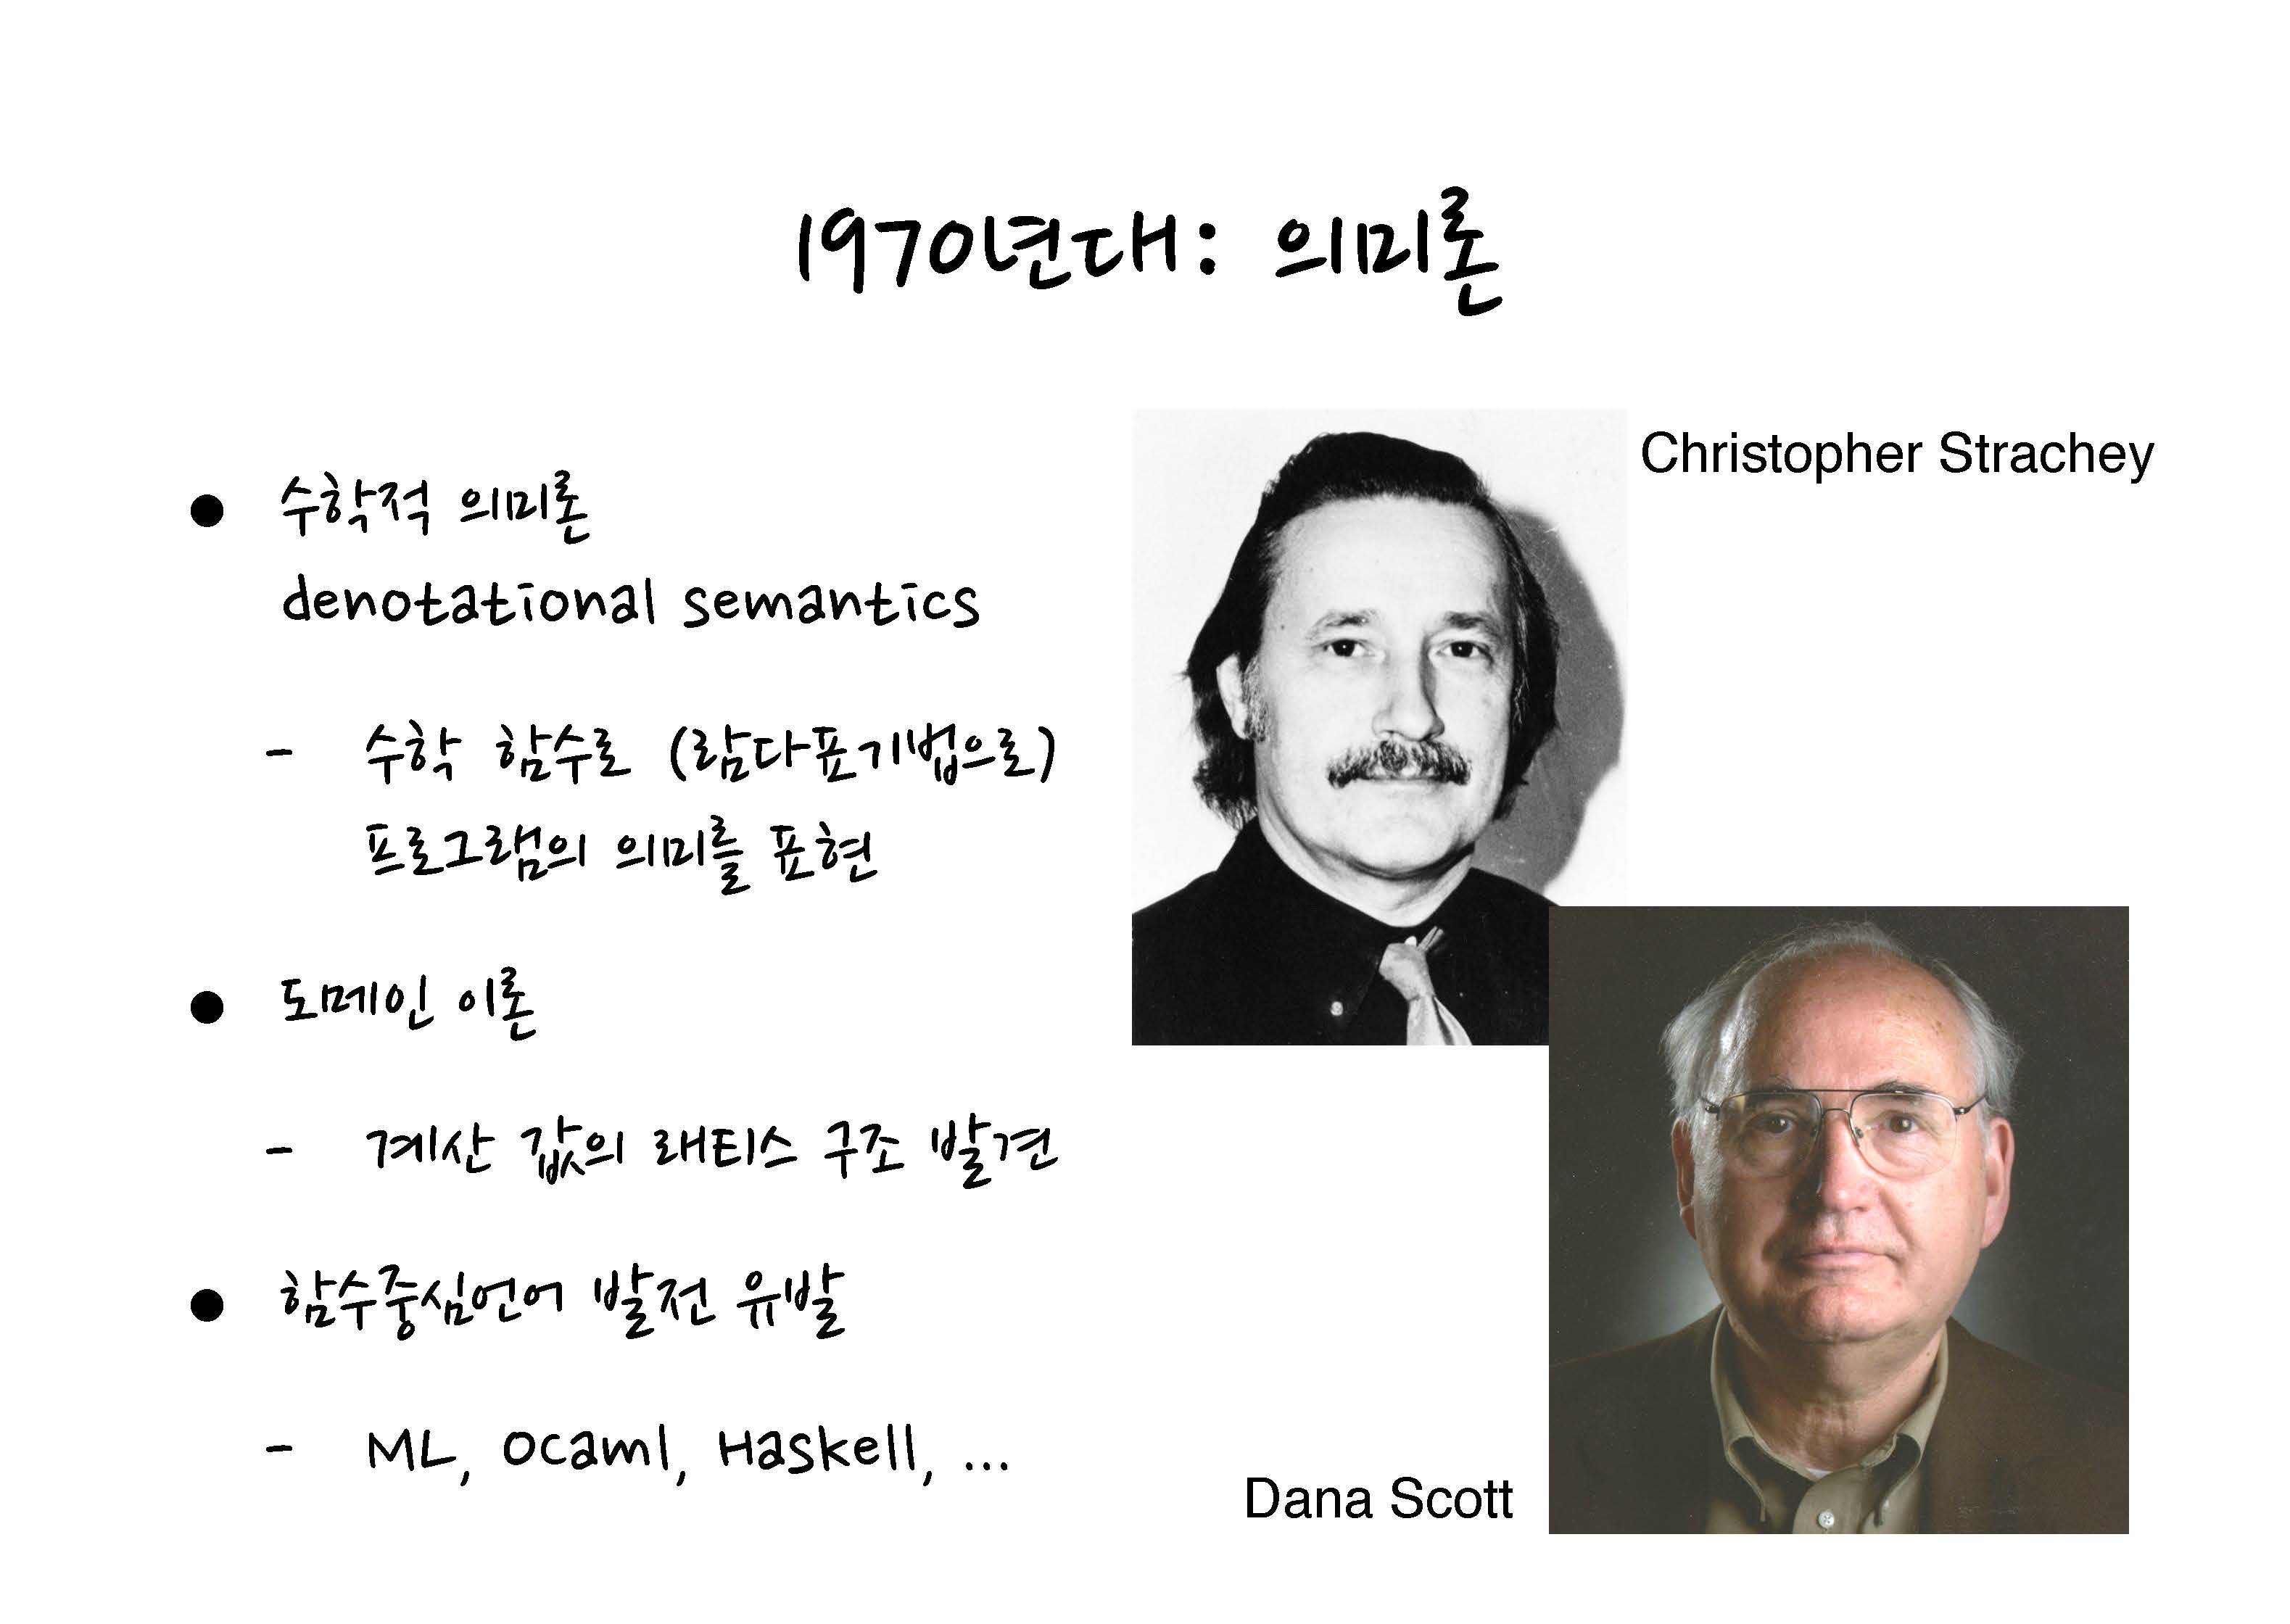 1970년대: 의미론
● 수학적 의미론
denotational semantics
- 수학 함수로 (람다표기법으로)
프로그램의 의미를 표현
● 도메인 이론
- 계산 값의 래티스 구조 발견
● 함수중심언어 발전 유발
- ML, OCaml, Haskell, ...
Christopher Strachey
Dana Scott